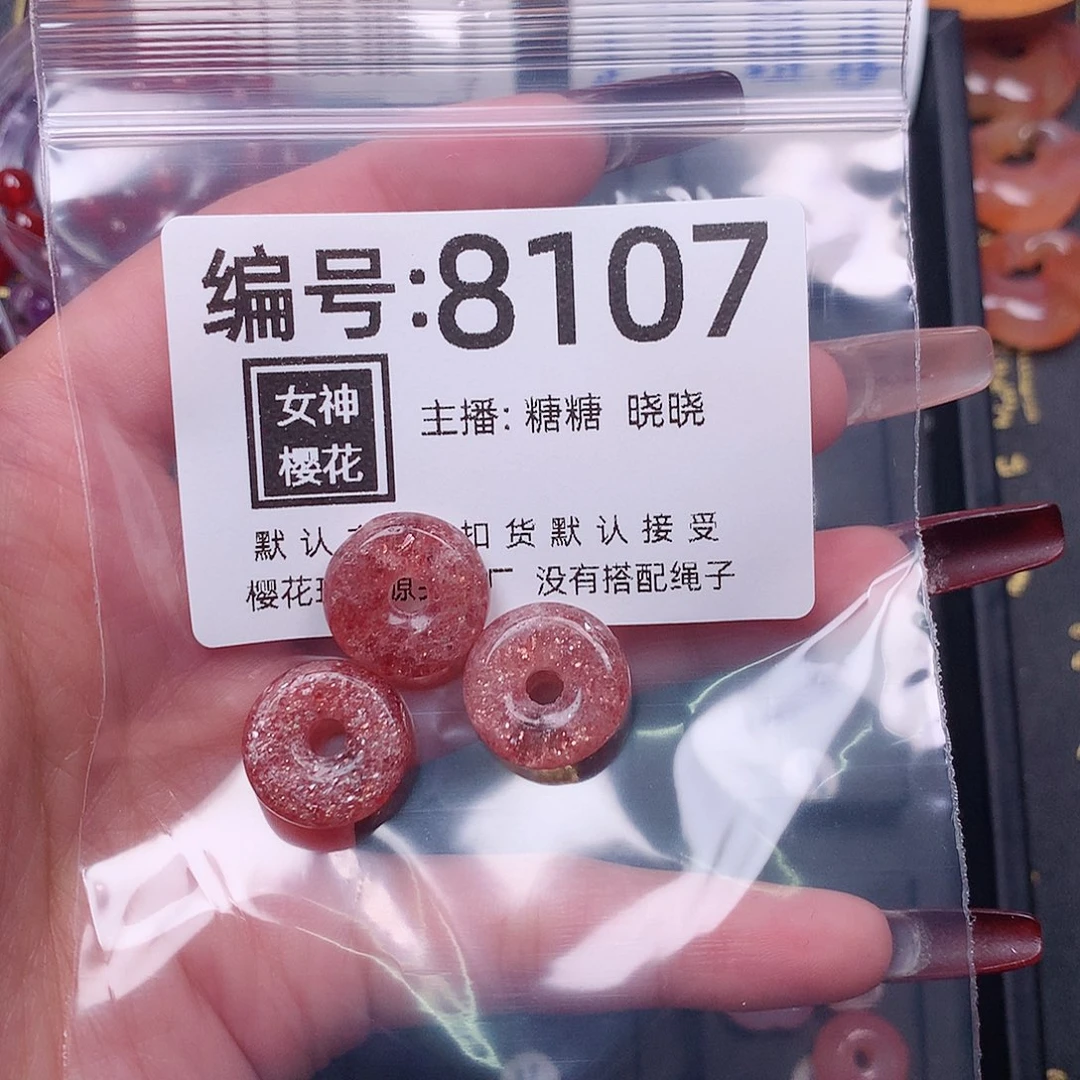 编号:8107
女神
樱花
主播: 糖糖 晓晓
默认 扣货默认接受
樱花 源 厂 没有搭配绳子